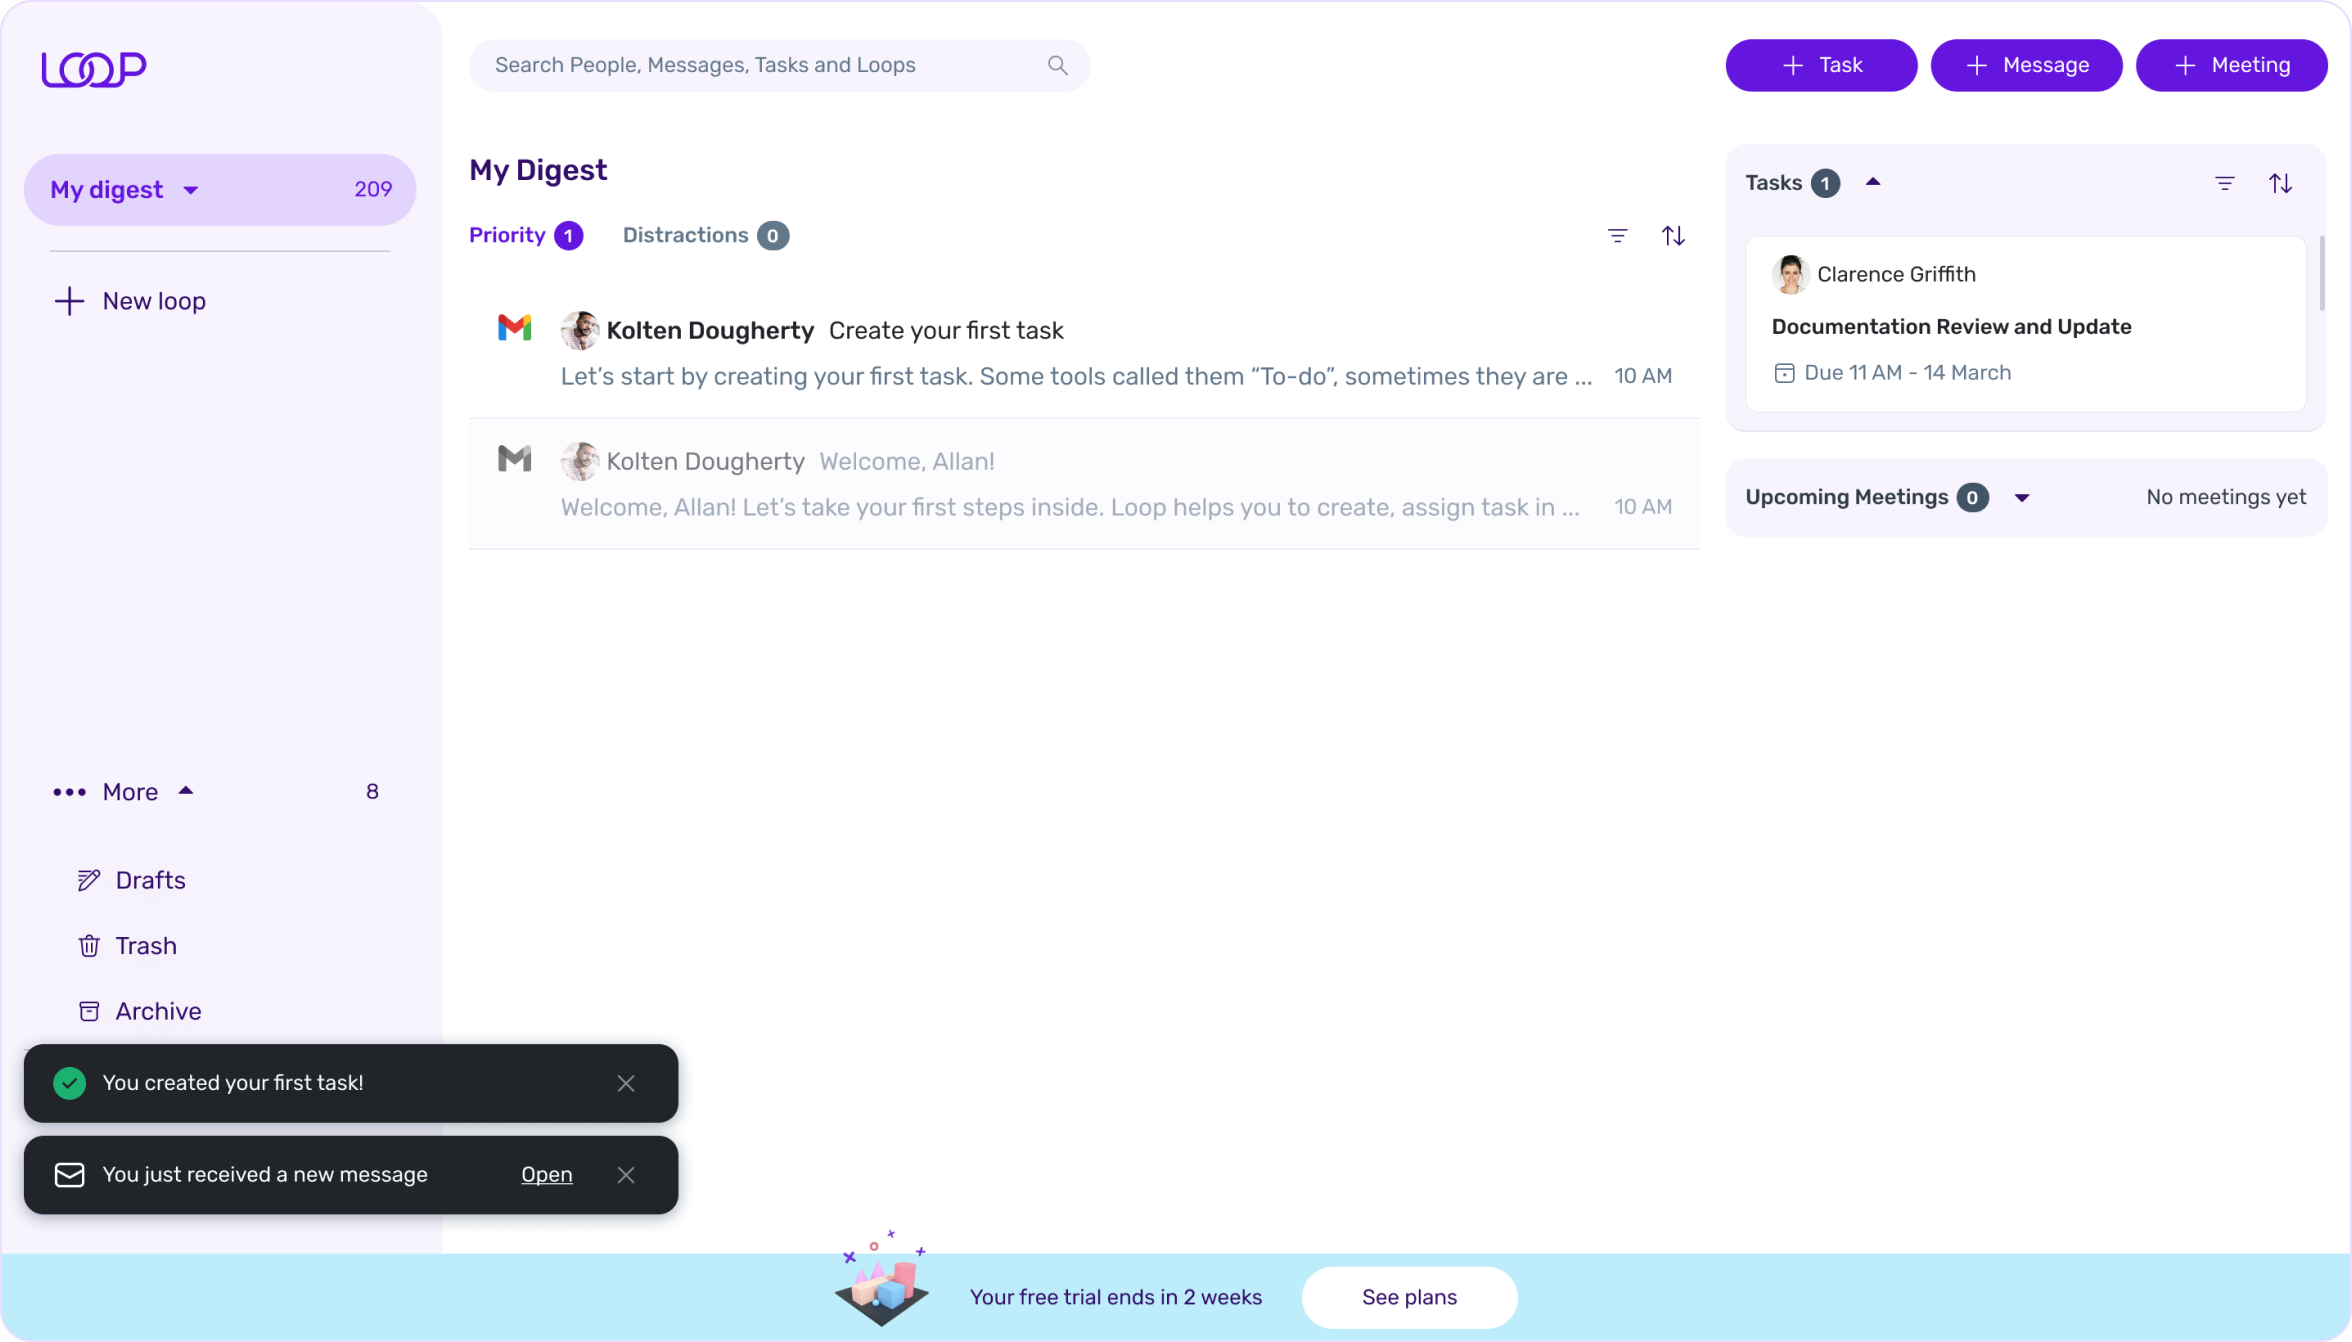 LOOP
Search People, Messages, Tasks and Loops
Task
Message
Meeting
My digest
209
New loop
More
8
Drafts
Trash
Archive
My Digest
Priority 1
Distractions 0
Kolten Dougherty Create your first task
Let’s start by creating your first task. Some tools called them “To-do”, sometimes they are ... 10 AM
Kolten Dougherty Welcome, Allan!
Welcome, Allan! Let’s take your first steps inside. Loop helps you to create, assign task in ... 10 AM
Tasks 1
Clarence Griffith
Documentation Review and Update
Due 11 AM - 14 March
Upcoming Meetings 0
No meetings yet
You created your first task!
You just received a new message Open
Your free trial ends in 2 weeks
See plans